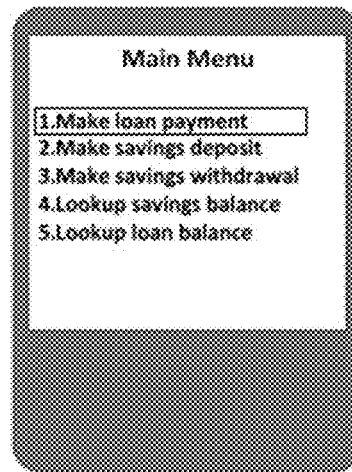 Main Menu
1.Make loan payment
2.Make savings deposit
3.Make savings withdrawal
4.Lookup savings balance
5.Lookup loan balance